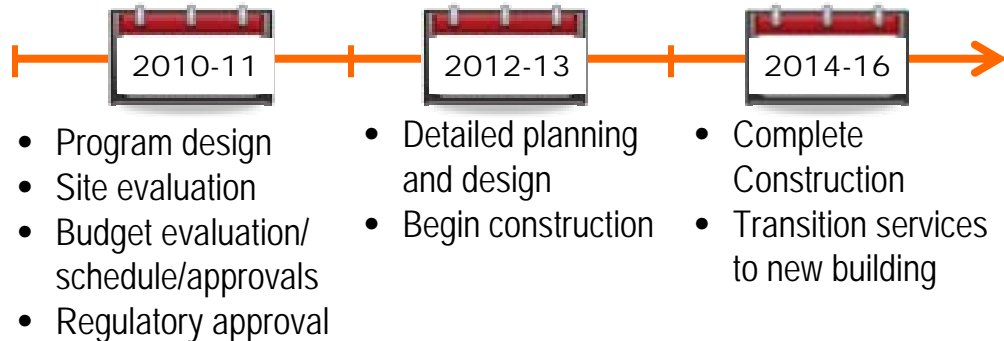 2010-11
2012-13
2014-16
• Program design
• Site evaluation
• Budget evaluation/
schedule/approvals
• Regulatory approval
• Detailed planning
and design
• Begin construction
• Complete
Construction
• Transition services
to new building